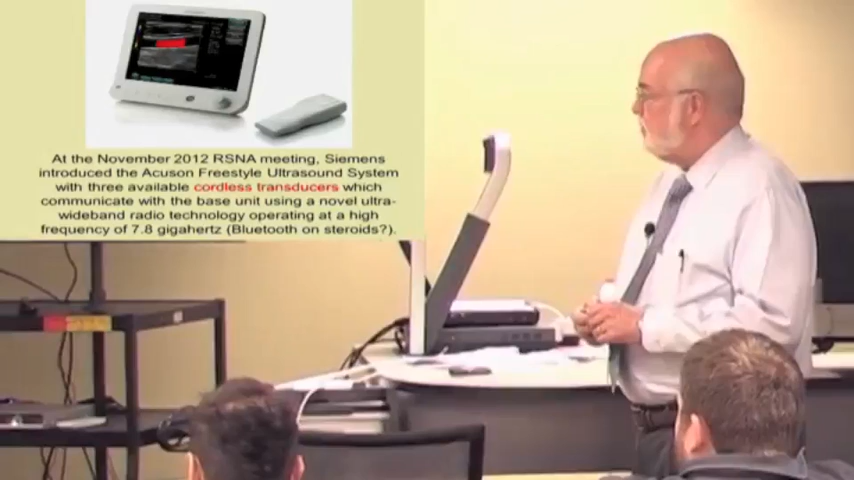 At the November 2012 RSNA meeting, Siemens
introduced the Acuson Freestyle Ultrasound System
with three available cordless transducers which
communicate with the base unit using a novel ultra-
wideband radio technology operating at a high
frequency of 7.8 gigahertz (Bluetooth on steroids?).